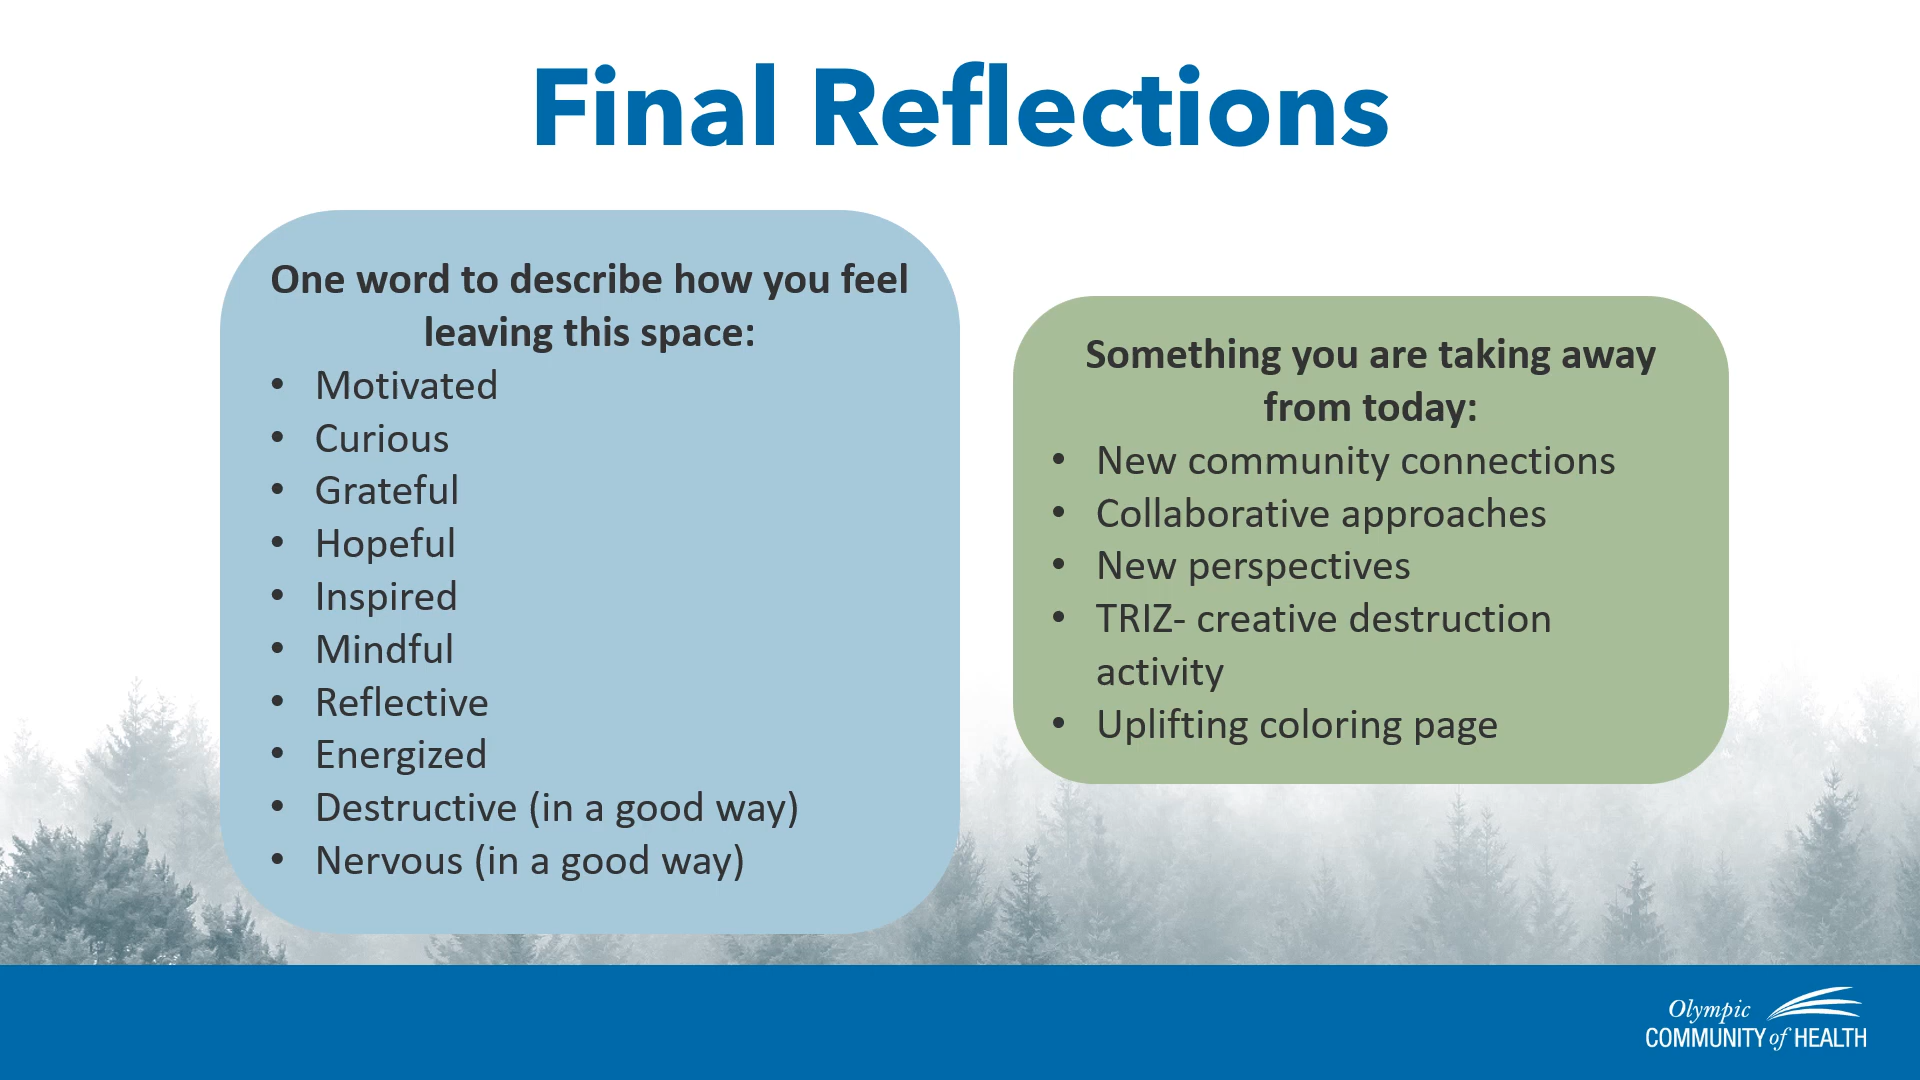 Final Reflections
One word to describe how you feel
leaving this space:
• Motivated
• Curious
• Grateful
• Hopeful
• Inspired
• Mindful
• Reflective
• Energized
• Destructive (in a good way)
• Nervous (in a good way)
Something you are taking away
from today:
• New community connections
• Collaborative approaches
• New perspectives
• TRIZ- creative destruction
activity
• Uplifting coloring page
Olympic
COMMUNITY of HEALTH